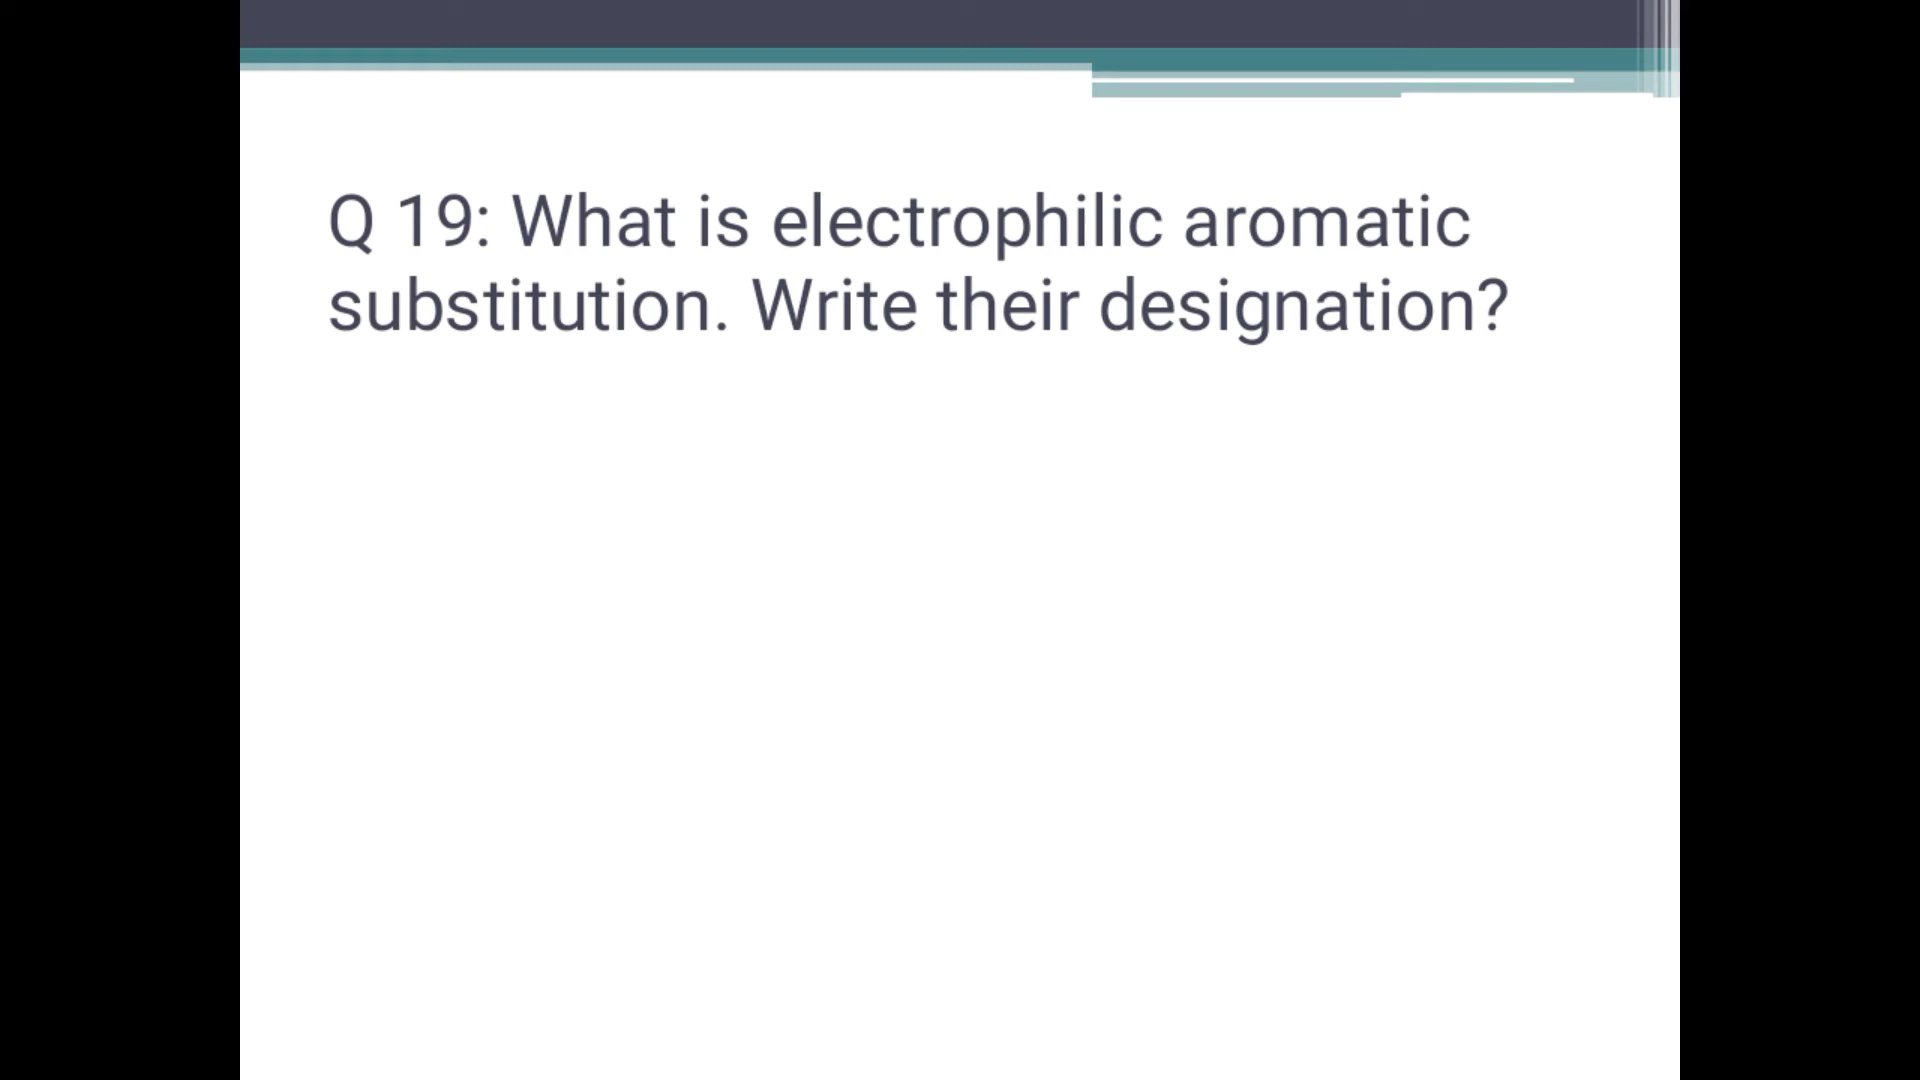 Q 19: What is electrophilic aromatic
substitution. Write their designation?